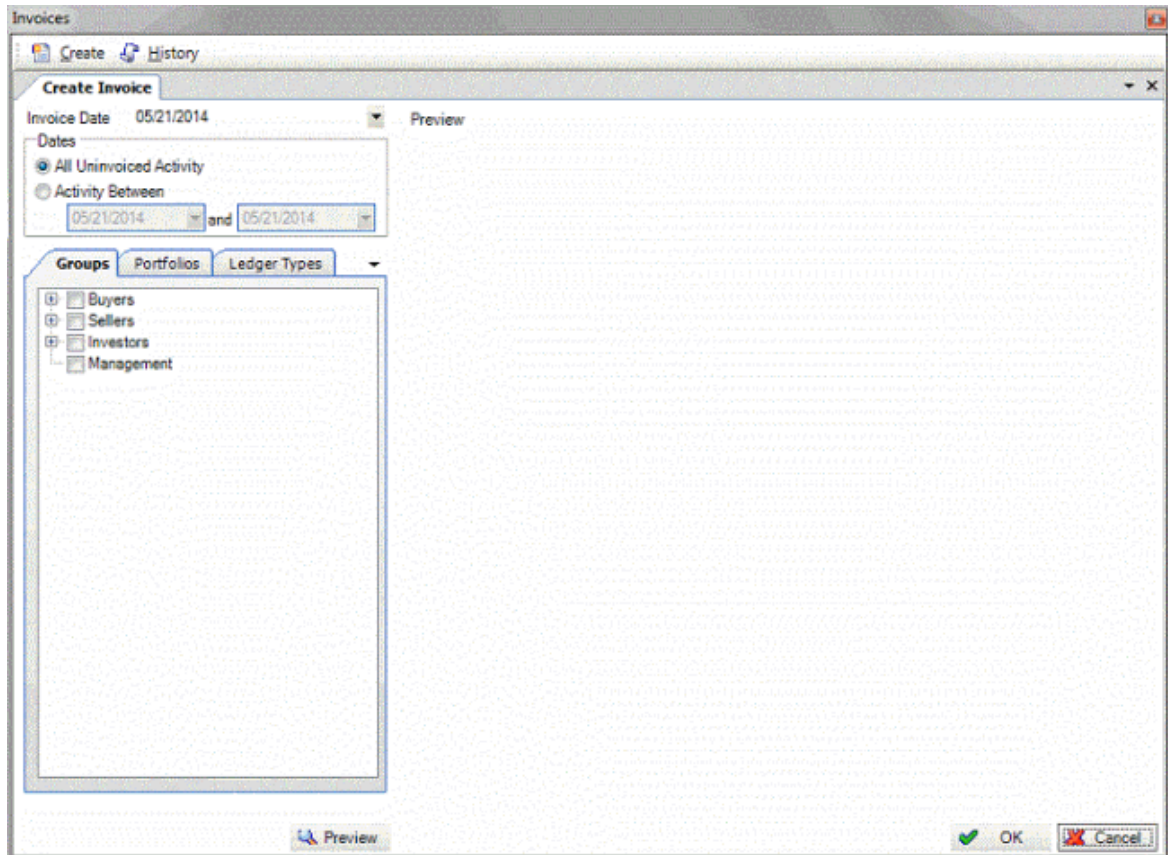 Invoices
Create History
Create Invoice
Invoice Date 05/21/2014 Preview
Dates
All Uninvoiced Activity
Activity Between
05/21/2014 and 05/21/2014
Groups Portfolios Ledger Types
Buyers
Sellers
Investors
Management
Preview OK Cancel